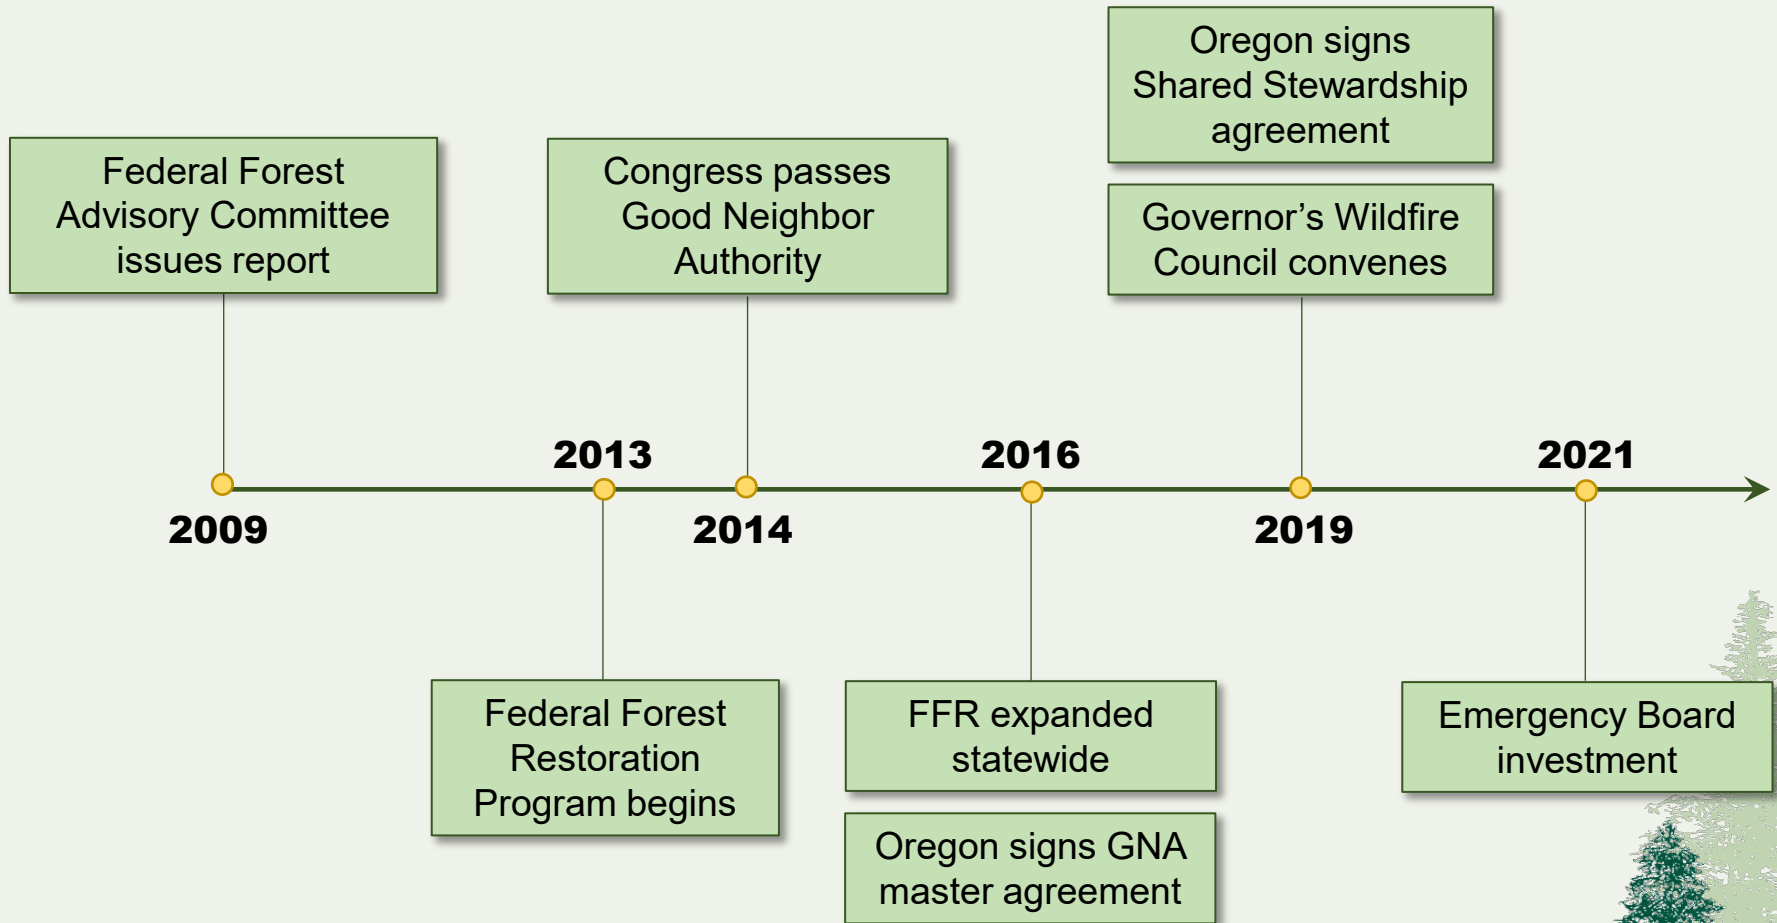 Oregon signs
Shared Stewardship
agreement
Federal Forest
Advisory Committee
issues report
Congress passes
Good Neighbor
Authority
Governor’s Wildfire
Council convenes
2013
2016
2021
2009
2014
2019
Federal Forest
Restoration
Program begins
FFR expanded
statewide
Emergency Board
investment
Oregon signs GNA
master agreement